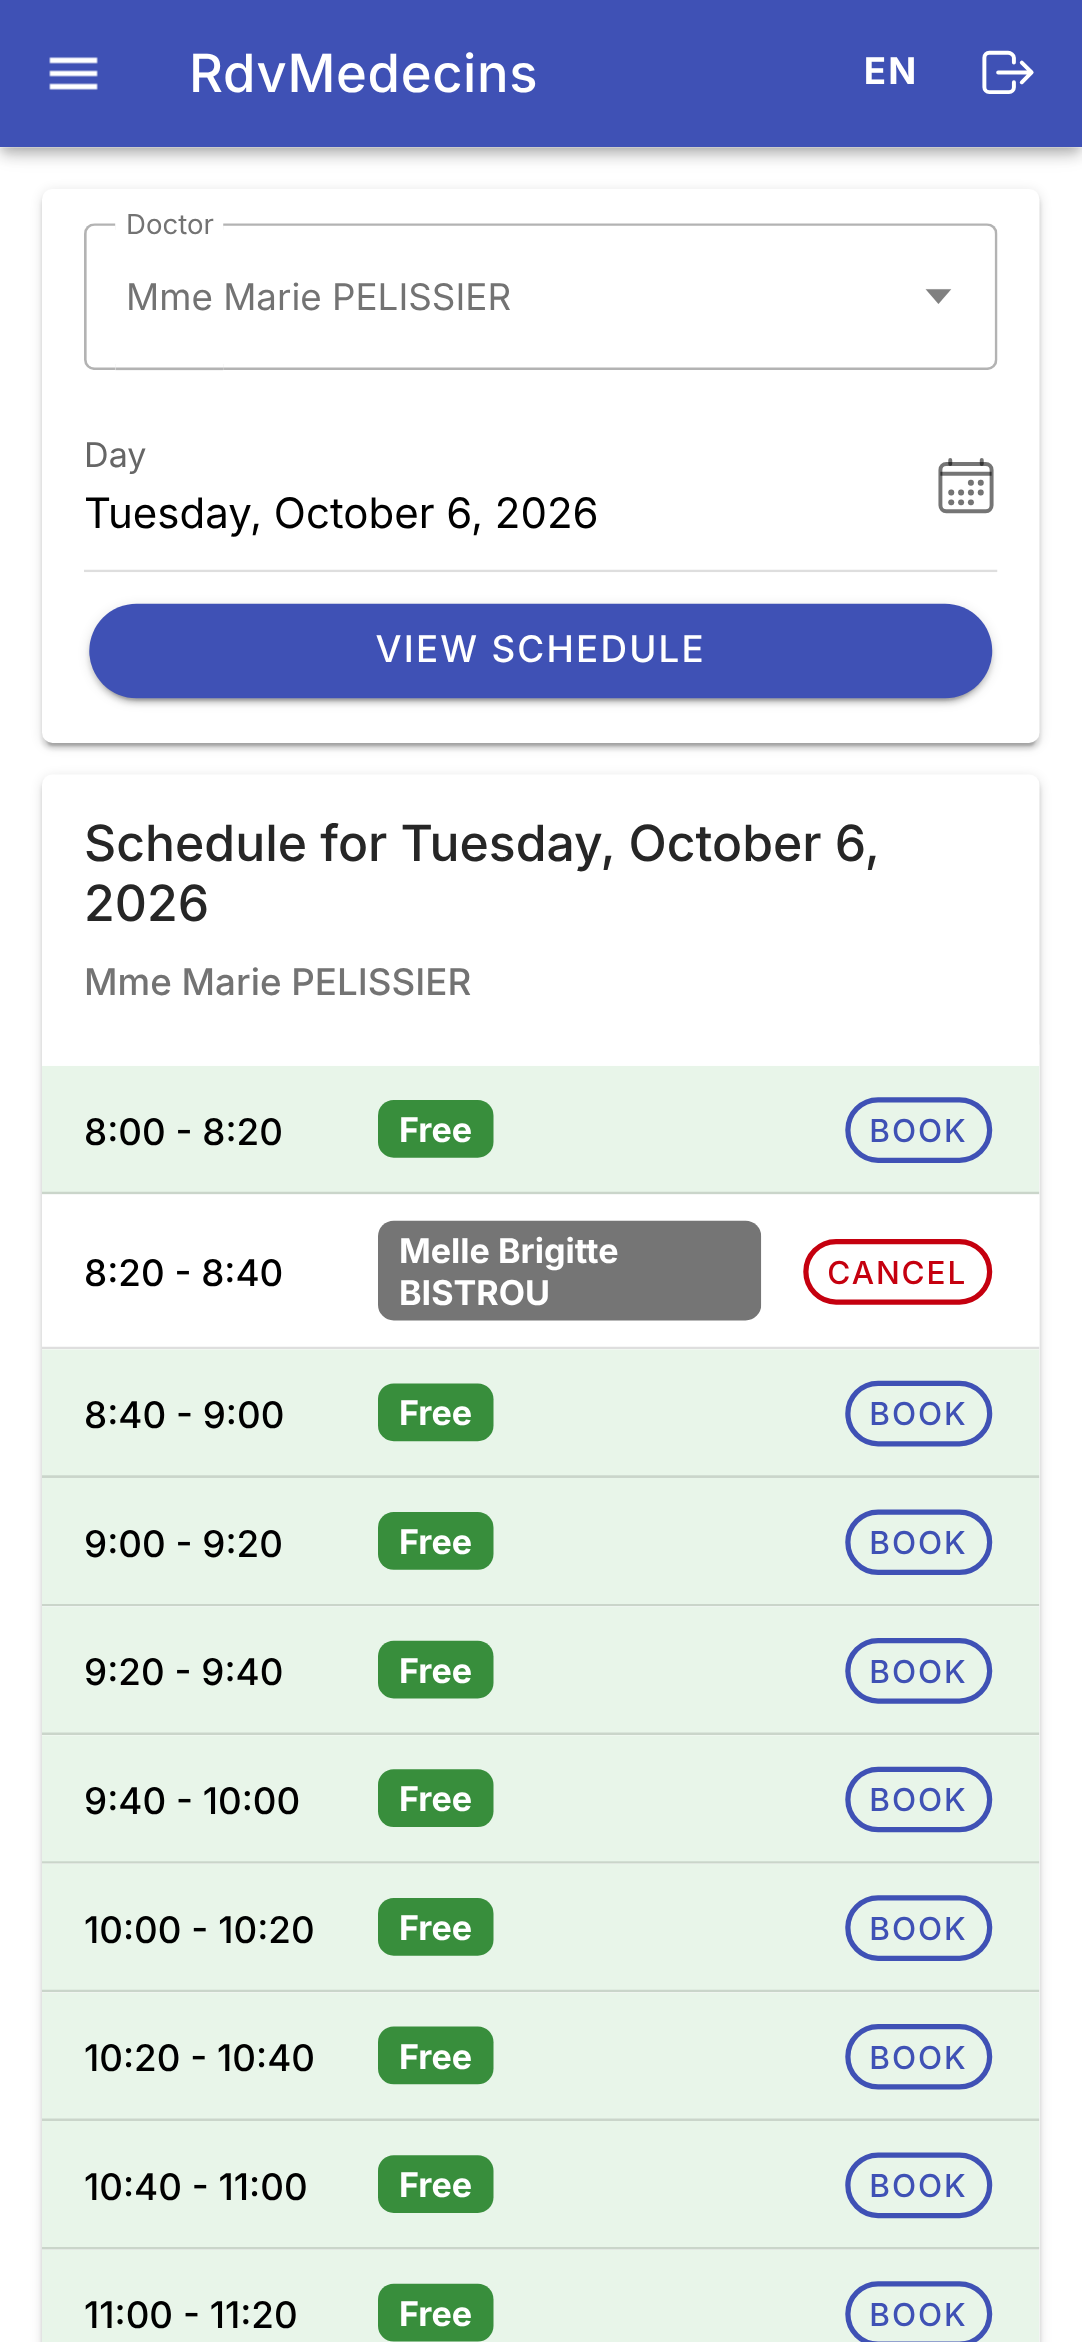 RdvMedecins
EN
Doctor
Mme Marie PELISSIER
Day
Tuesday, October 6, 2026
VIEW SCHEDULE
Schedule for Tuesday, October 6,
2026
Mme Marie PELISSIER
8:00 - 8:20 Free BOOK
8:20 - 8:40 Melle Brigitte
BISTROU CANCEL
8:40 - 9:00 Free BOOK
9:00 - 9:20 Free BOOK
9:20 - 9:40 Free BOOK
9:40 - 10:00 Free BOOK
10:00 - 10:20 Free BOOK
10:20 - 10:40 Free BOOK
10:40 - 11:00 Free BOOK
11:00 - 11:20 Free BOOK